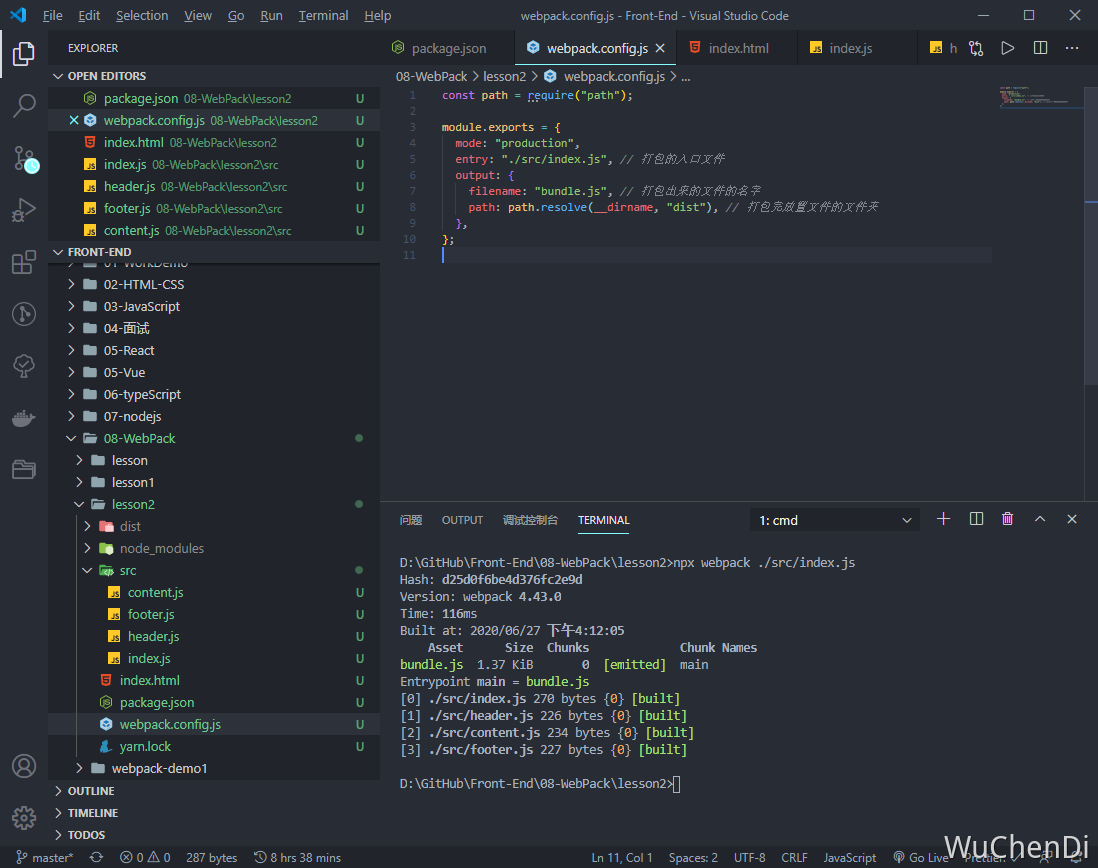 File Edit Selection View Go Run Terminal Help webpack.config.js - Front-End - Visual Studio Code
EXPLORER
package.json webpack.config.js index.html index.js h
OPEN EDITORS
package.json 08-WebPack\lesson2 U
webpack.config.js 08-WebPack\lesson2 U
index.html 08-WebPack\lesson2 U
index.js 08-WebPack\lesson2\src U
header.js 08-WebPack\lesson2\src U
footer.js 08-WebPack\lesson2\src U
content.js 08-WebPack\lesson2\src U
FRONT-END
01-WorkDemo
02-HTML-CSS
03-JavaScript
04-面试
05-React
05-Vue
06-typeScript
07-nodejs
08-WebPack
lesson
lesson1
lesson2
dist
node_modules
src
content.js U
footer.js U
header.js U
index.js U
index.html U
package.json U
webpack.config.js U
yarn.lock U
webpack-demo1
OUTLINE
TIMELINE
TODOS
08-WebPack > lesson2 > webpack.config.js > ...
1 const path = require("path");
2
3 module.exports = {
4 mode: "production",
5 entry: "./src/index.js", // 打包的入口文件
6 output: {
7 filename: "bundle.js", // 打包出来的文件的名字
8 path: path.resolve(__dirname, "dist"), // 打包完放置文件的文件夹
9 },
10 };
11
问题 OUTPUT 调试控制台 TERMINAL 1: cmd
D:\GitHub\Front-End\08-WebPack\lesson2>npx webpack ./src/index.js
Hash: d25d0f6be4d376fc2e9d
Version: webpack 4.43.0
Time: 116ms
Built at: 2020/06/27 下午4:12:05
Asset Size Chunks Chunk Names
bundle.js 1.37 KiB 0 [emitted] main
Entrypoint main = bundle.js
[0] ./src/index.js 270 bytes {0} [built]
[1] ./src/header.js 226 bytes {0} [built]
[2] ./src/content.js 234 bytes {0} [built]
[3] ./src/footer.js 227 bytes {0} [built]
D:\GitHub\Front-End\08-WebPack\lesson2>
master* 0 0 287 bytes 8 hrs 38 mins Ln 11, Col 1 Spaces: 2 UTF-8 CRLF JavaScript Go Live Prettier:
WuChenDi